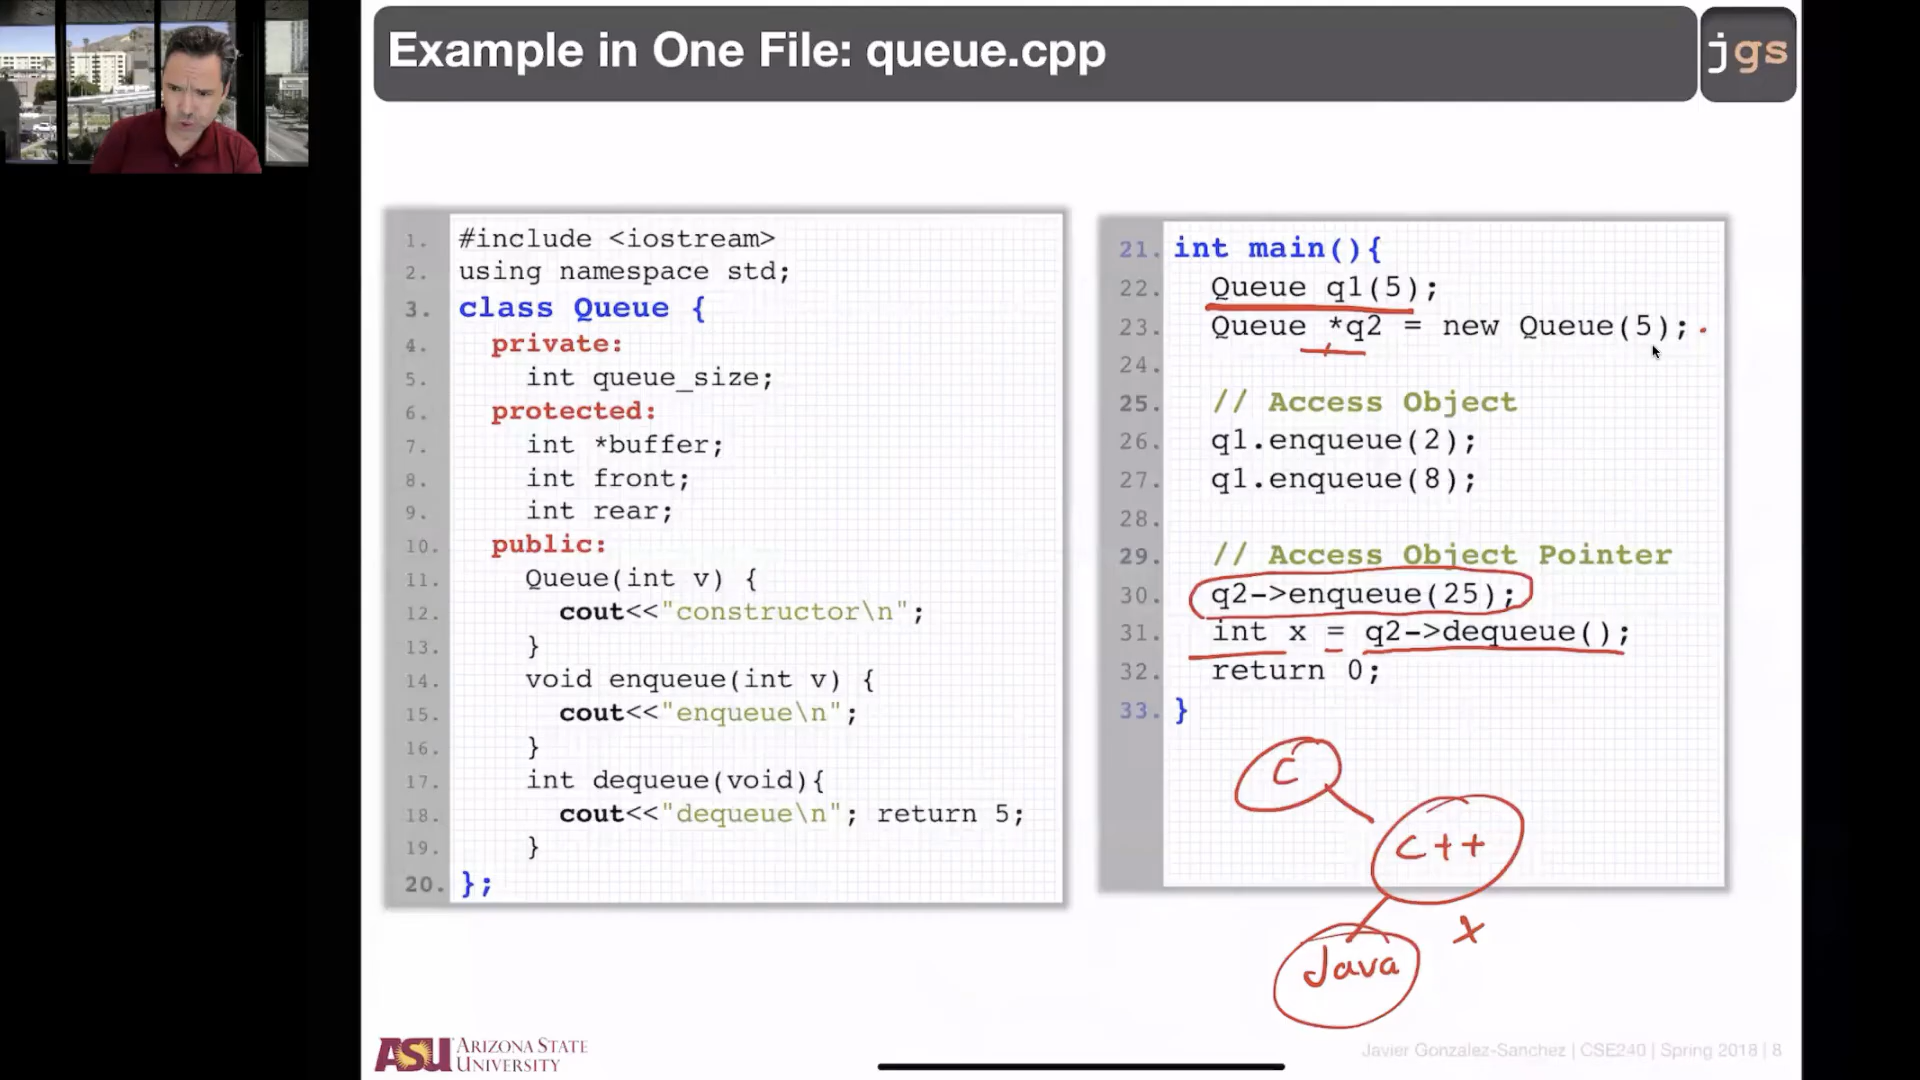 Example in One File: queue.cpp
jgs
1. #include <iostream>
2. using namespace std;
3. class Queue {
4. private:
5. int queue_size;
6. protected:
7. int *buffer;
8. int front;
9. int rear;
10. public:
11. Queue(int v) {
12. cout<<"constructor\n";
13. }
14. void enqueue(int v) {
15. cout<<"enqueue\n";
16. }
17. int dequeue(void){
18. cout<<"dequeue\n"; return 5;
19. }
20. };
21. int main(){
22. Queue q1(5);
23. Queue *q2 = new Queue(5);
24.
25. // Access Object
26. q1.enqueue(2);
27. q1.enqueue(8);
28.
29. // Access Object Pointer
30. q2->enqueue(25);
31. int x = q2->dequeue();
32. return 0;
33. }
C
C++
x
Java
ASU ARIZONA STATE
UNIVERSITY
Javier Gonzalez-Sanchez | CSE240 | Spring 2018 | 8